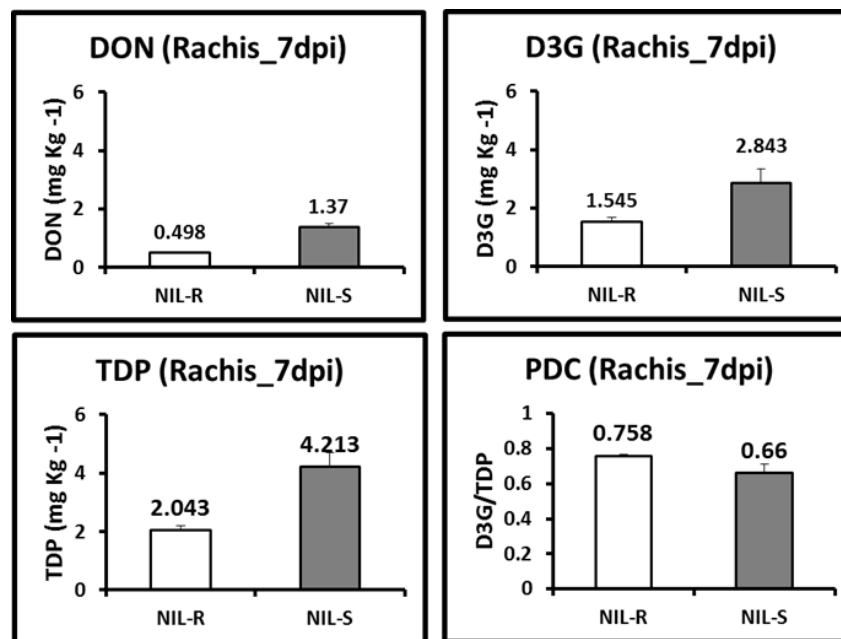 DON (Rachis_7dpi)
DON (mg Kg -1)
6
4
2
0
0.498
1.37
NIL-R
NIL-S
D3G (Rachis_7dpi)
D3G (mg Kg -1)
6
4
2
0
1.545
2.843
NIL-R
NIL-S
TDP (Rachis_7dpi)
TDP (mg Kg -1)
6
4
2
0
2.043
4.213
NIL-R
NIL-S
PDC (Rachis_7dpi)
D3G/TDP
1
0.8
0.6
0.4
0.2
0
0.758
0.66
NIL-R
NIL-S